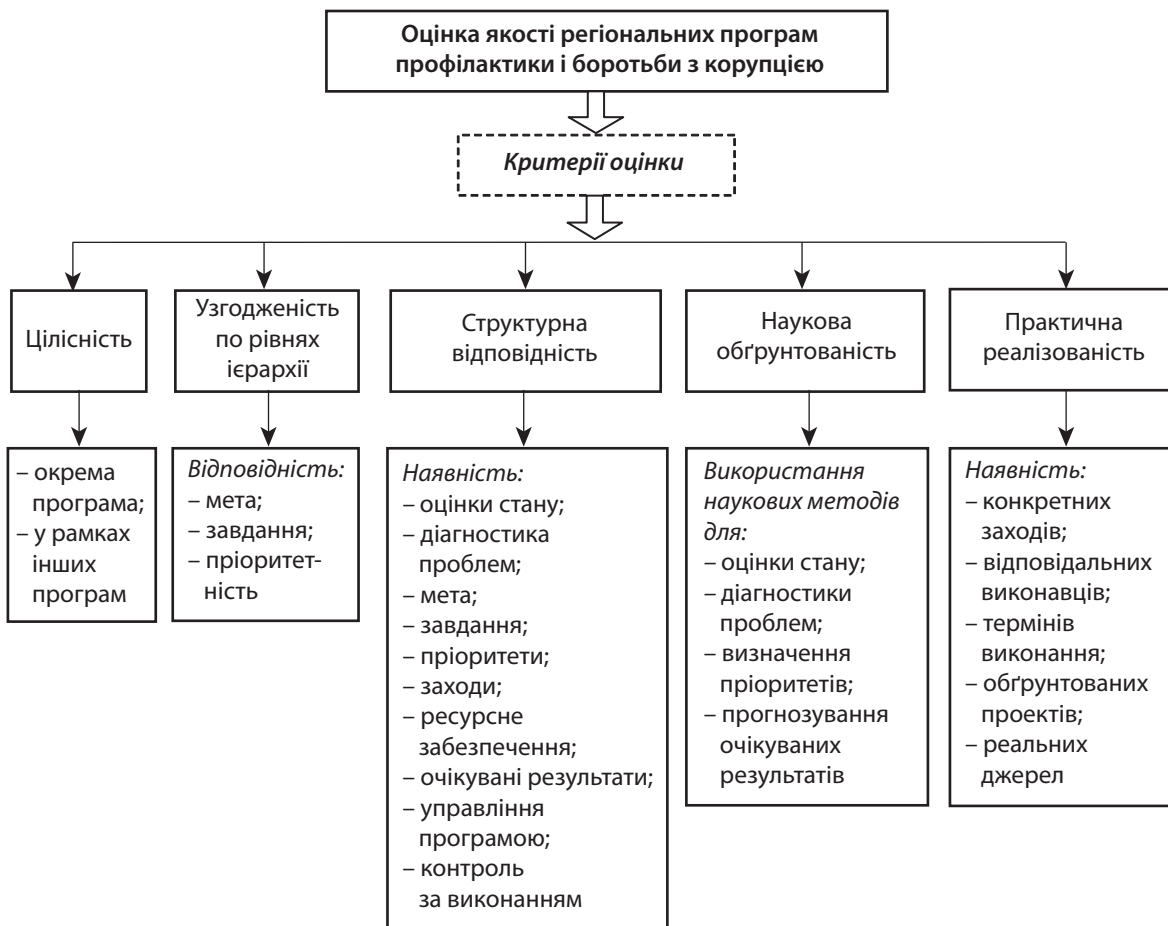 Оцінка якості регіональних програм
профілактики і боротьби з корупцією
Критерії оцінки
Цілісність
Узгодженість
по рівнях
ієрархії
Структурна
відповідність
Наукова
обґрунтованість
Практична
реалізованість
– окрема
програма;
– у рамках
інших
програм
Відповідність:
– мета;
– завдання;
– пріоритет-
ність
Наявність:
– оцінки стану;
– діагностика
проблем;
– мета;
– завдання;
– пріоритети;
– заходи;
– ресурсне
забезпечення;
– очікувані результати;
– управління
програмою;
– контроль
за виконанням
Використання
наукових методів
для:
– оцінки стану;
– діагностики
проблем;
– визначення
пріоритетів;
– прогнозування
очікуваних
результатів
Наявність:
– конкретних
заходів;
– відповідальних
виконавців;
– термінів
виконання;
– обґрунтованих
проектів;
– реальних
джерел